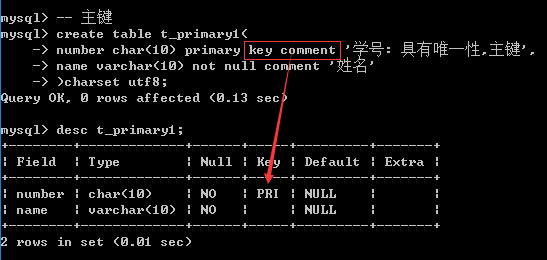 mysql> -- 主键
mysql> create table t_primary1(
    -> number char(10) primary key comment '学号：具有唯一性,主键',
    -> name varchar(10) not null comment '姓名'
    -> )charset utf8;
Query OK, 0 rows affected (0.13 sec)
mysql> desc t_primary1;
+--------+-------------+------+-----+---------+-------+
| Field | Type | Null | Key | Default | Extra |
+--------+-------------+------+-----+---------+-------+
| number | char(10) | NO | PRI | NULL | |
| name | varchar(10) | NO | | NULL | |
+--------+-------------+------+-----+---------+-------+
2 rows in set (0.01 sec)